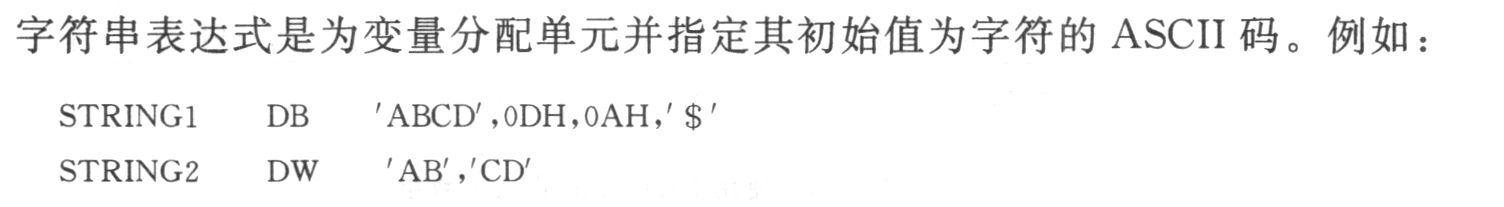 字符串表达式是为变量分配单元并指定其初始值为字符的 ASCII 码。例如：
STRING1 DB 'ABCD',0DH,0AH,'$'
STRING2 DW 'AB','CD'